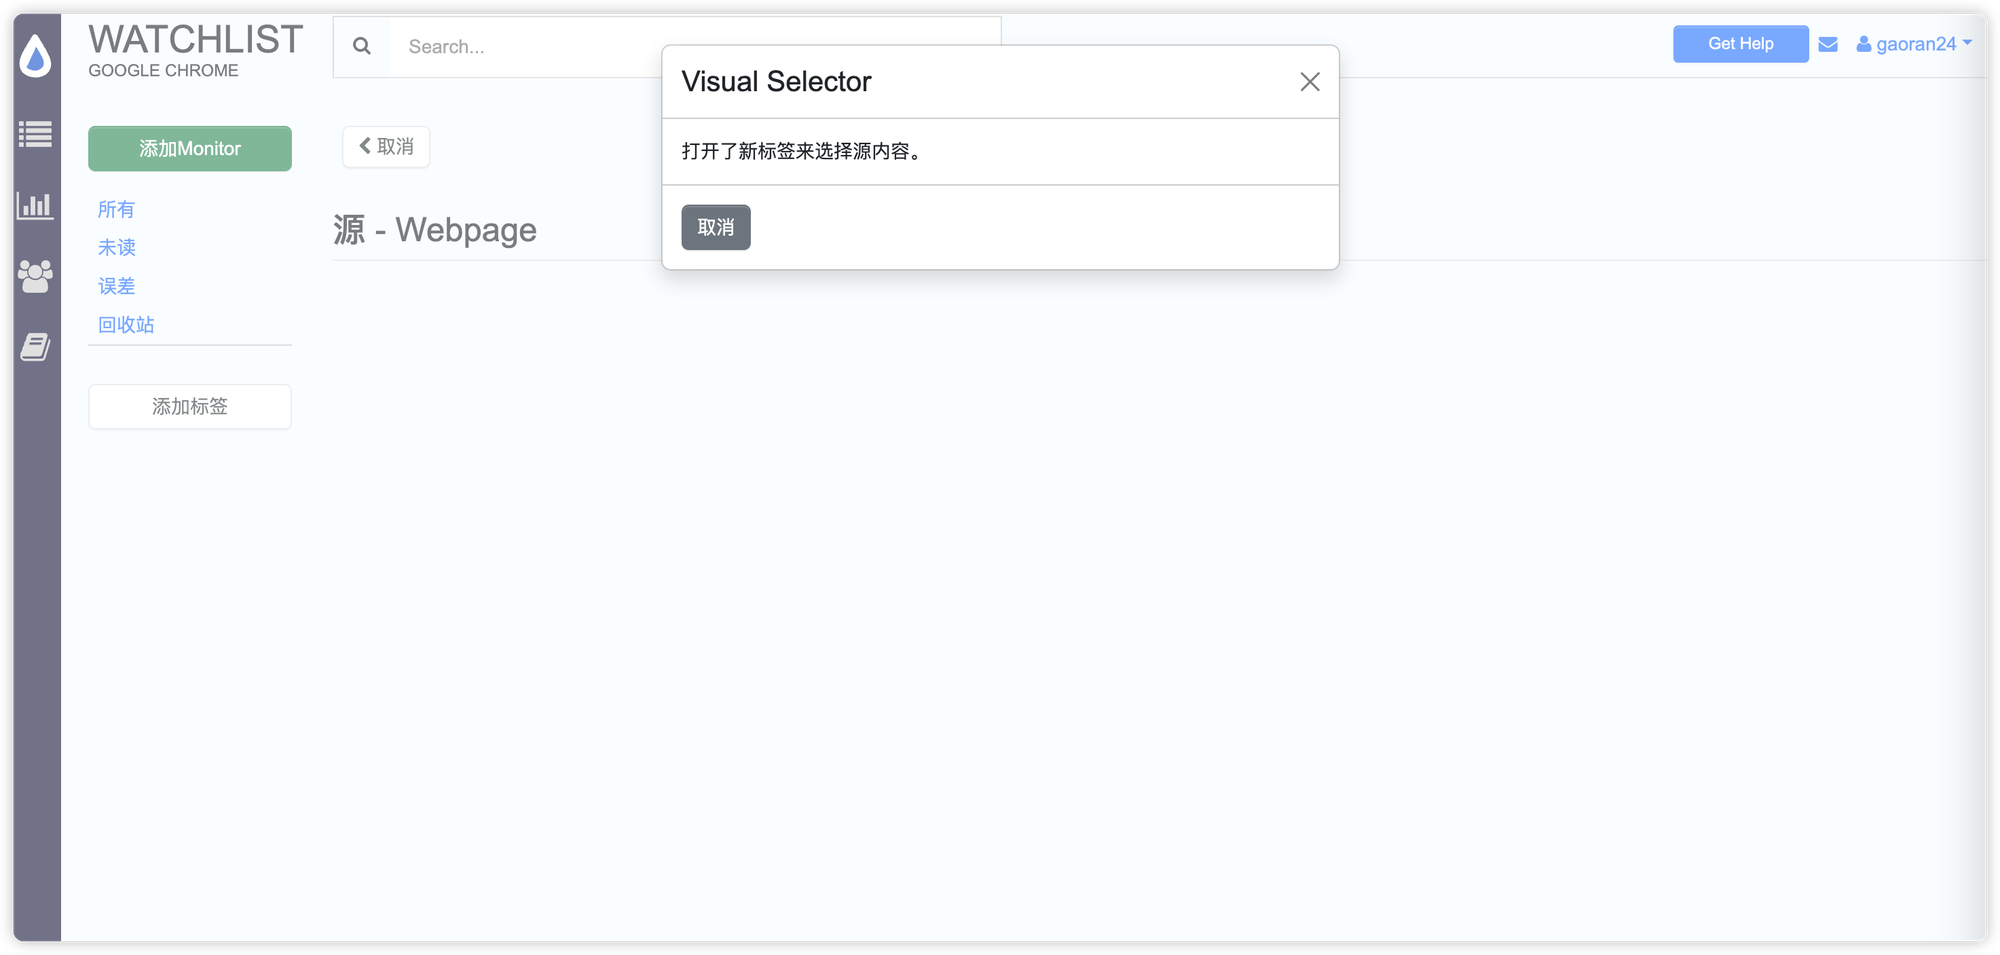 WATCHLIST
GOOGLE CHROME
Search...
Get Help
gaoran24
添加Monitor
所有
未读
误差
回收站
添加标签
取消
源 - Webpage
Visual Selector
打开了新标签来选择源内容。
取消